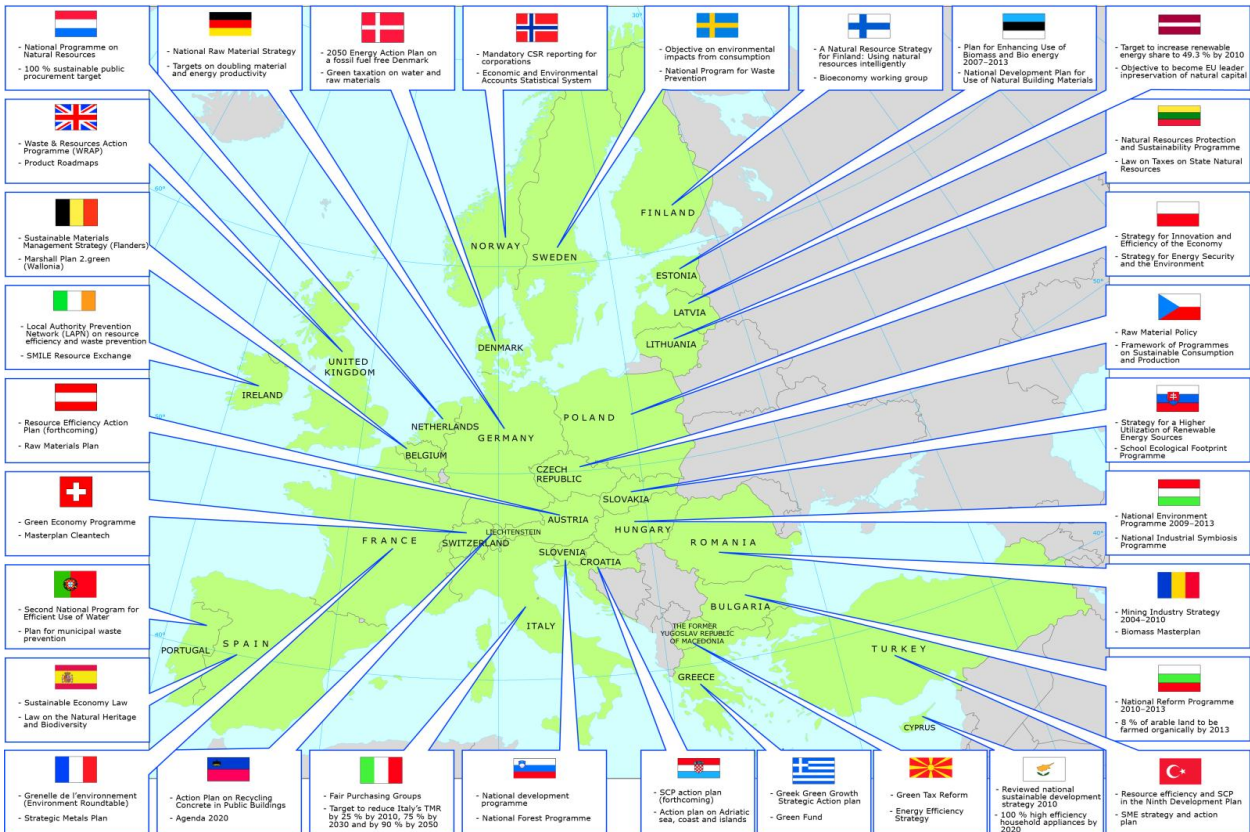 - National Programme on
Natural Resources
- 100 % sustainable public
procurement target
- National Raw Material Strategy
- Targets on doubling material
and energy productivity
- 2050 Energy Action Plan on
a fossil fuel free Denmark
- Green taxation on water and
raw materials
- Mandatory CSR reporting for
corporations
- Economic and Environmental
Accounts Statistical System
- Objective on environmental
impacts from consumption
- National Program for Waste
Prevention
- A Natural Resource Strategy
for Finland: Using natural
resources intelligently
- Bioeconomy working group
- Plan for Enhancing Use of
Biomass and Bio energy
2007–2013
- National Development Plan for
Use of Natural Building Materials
- Target to increase renewable
energy share to 49.3 % by 2010
- Objective to become EU leader
inpreservation of natural capital
- Waste & Resources Action
Programme (WRAP)
- Product Roadmaps
- Sustainable Materials
Management Strategy (Flanders)
- Marshall Plan 2.green
(Wallonia)
- Local Authority Prevention
Network (LAPN) on resource
efficiency and waste prevention
- SMILE Resource Exchange
- Resource Efficiency Action
Plan (forthcoming)
- Raw Materials Plan
- Green Economy Programme
- Masterplan Cleantech
- Second National Program for
Efficient Use of Water
- Plan for municipal waste
prevention
- Sustainable Economy Law
- Law on the Natural Heritage
and Biodiversity
- Natural Resources Protection
and Sustainability Programme
- Law on Taxes on State Natural
Resources
- Strategy for Innovation and
Efficiency of the Economy
- Strategy for Energy Security
and the Environment
- Raw Material Policy
- Framework of Programmes
on Sustainable Consumption
and Production
- Strategy for a Higher
Utilization of Renewable
Energy Sources
- School Ecological Footprint
Programme
- National Environment
Programme 2009–2013
- National Industrial Symbiosis
Programme
- Mining Industry Strategy
2004–2010
- Biomass Masterplan
- National Reform Programme
2010–2013
- 8 % of arable land to be
farmed organically by 2013
- Grenelle de l'environnement
(Environment Roundtable)
- Strategic Metals Plan
- Action Plan on Recycling
Concrete in Public Buildings
- Agenda 2020
- Fair Purchasing Groups
- Target to reduce Italy's TMR
by 25 % by 2010, 75 % by
2030 and by 90 % by 2050
- National development
programme
- National Forest Programme
- SCP action plan
(forthcoming)
- Action plan on Adriatic
sea, coast and islands
- Greek Green Growth
Strategic Action plan
- Green Fund
- Green Tax Reform
- Energy Efficiency
Strategy
- Reviewed national
sustainable development
strategy 2010
- 100 % high efficiency
household appliances by
2020
- Resource efficiency and SCP
in the Ninth Development Plan
- SME strategy and action
plan
FINLAND
NORWAY
SWEDEN
ESTONIA
LATVIA
LITHUANIA
DENMARK
UNITED
KINGDOM
IRELAND
NETHERLANDS
POLAND
GERMANY
BELGIUM
CZECH
REPUBLIC
SLOVAKIA
AUSTRIA
LIECHTENSTEIN
HUNGARY
FRANCE
SWITZERLAND
ROMANIA
SLOVENIA
CROATIA
BULGARIA
ITALY
THE FORMER
YUGOSLAV REPUBLIC
OF MACEDONIA
PORTUGAL
SPAIN
TURKEY
GREECE
CYPRUS